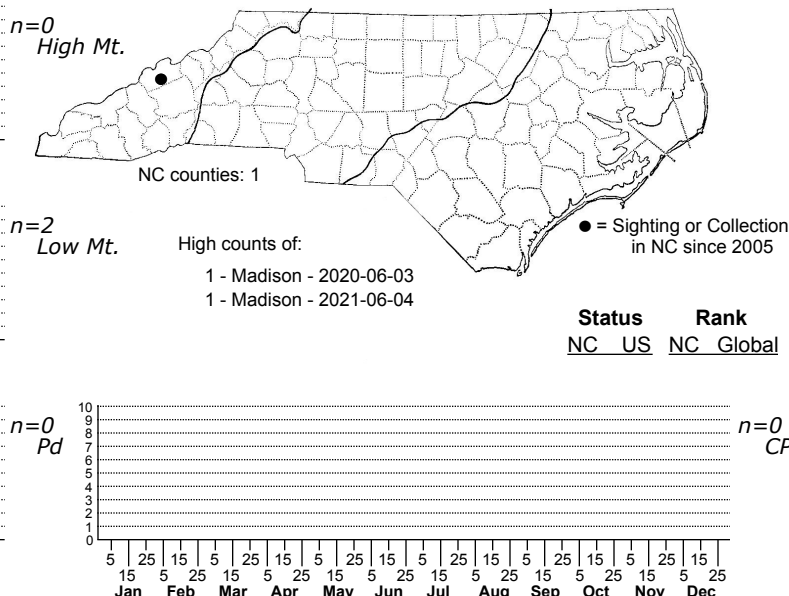 n=0
High Mt.
NC counties: 1
n=2
Low Mt.
High counts of:
1 - Madison - 2020-06-03
1 - Madison - 2021-06-04
● = Sighting or Collection
in NC since 2005
Status Rank
NC US NC Global
n=0
Pd
10
9
8
7
6
5
4
3
2
1
0
n=0
CP
5 25 15 5 25 15 5 25 15 5 25 15 5 25 15 5 25 15
15 5 25 15 5 25 15 5 25 15 5 25 15 5 25 15 5 25
Jan Feb Mar Apr May Jun Jul Aug Sep Oct Nov Dec